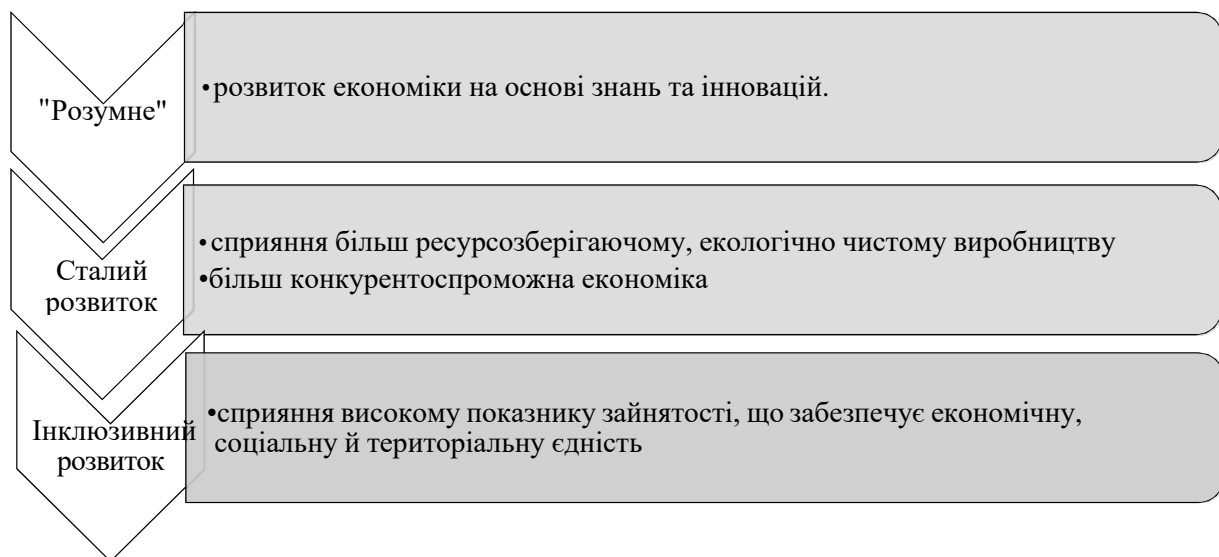 "Розумне"
•розвиток економіки на основі знань та інновацій.
Сталий
розвиток
•сприяння більш ресурсозберігаючому, екологічно чистому виробництву
•більш конкурентоспроможна економіка
Інклюзивний
розвиток
•сприяння високому показнику зайнятості, що забезпечує економічну,
соціальну й територіальну єдність